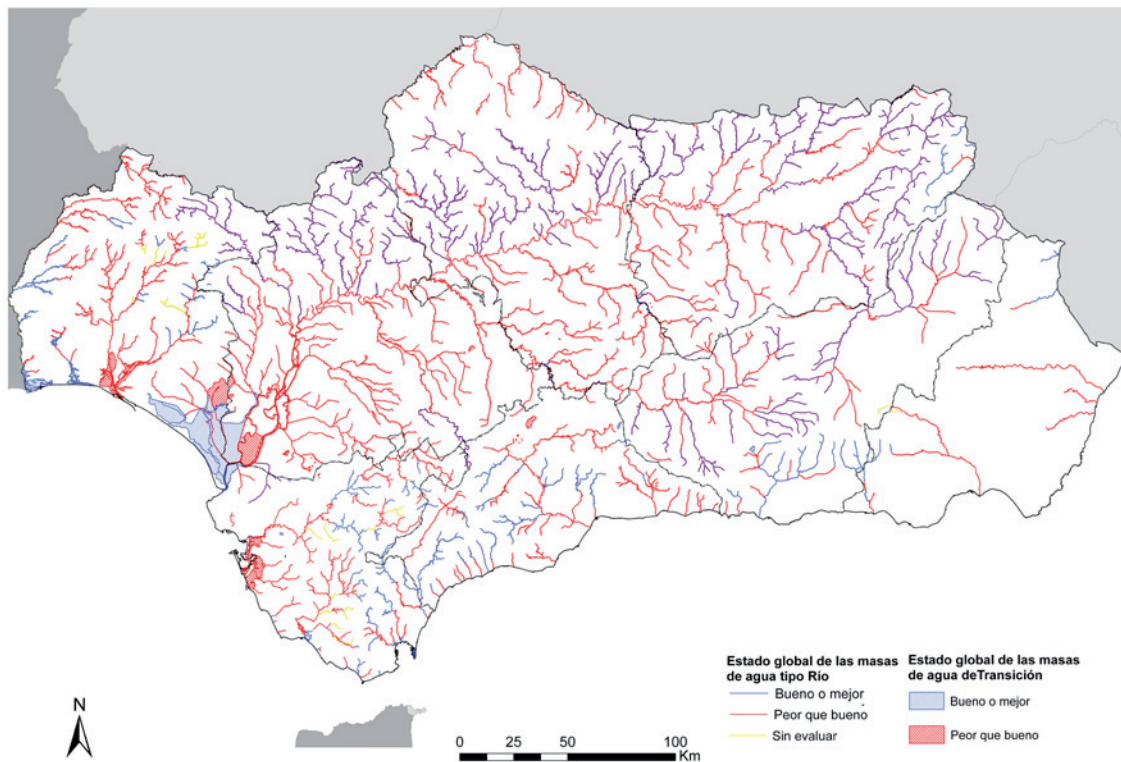 Estado global de las masas
de agua tipo Río
Bueno o mejor
Peor que bueno
Sin evaluar
Estado global de las masas
de agua deTransición
Bueno o mejor
Peor que bueno
N
0 25 50 100
Km